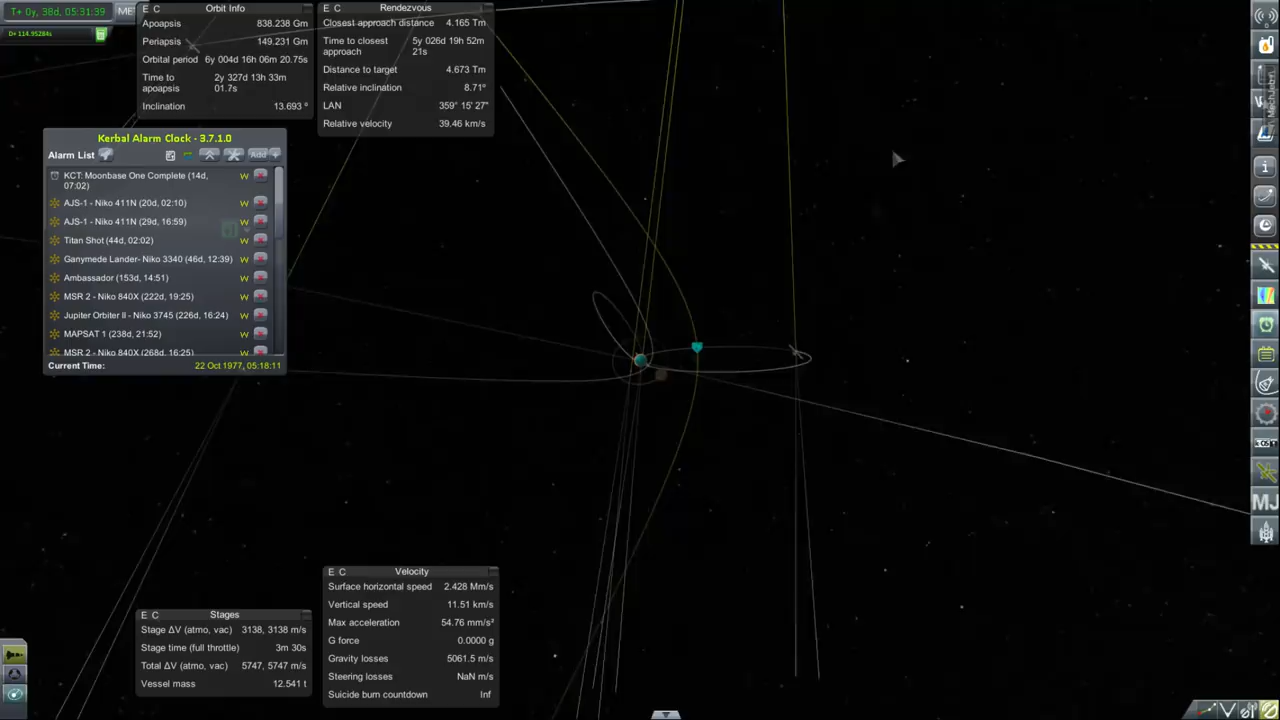 T+ 0y, 38d, 05:31:39 MET
D+ 114.95284s
E C Orbit Info
Apoapsis 838.238 Gm
Periapsis 149.231 Gm
Orbital period 6y 004d 16h 06m 20.75s
Time to apoapsis 2y 327d 13h 33m 01.7s
Inclination 13.693 º
E C Rendezvous
Closest approach distance 4.165 Tm
Time to closest approach 5y 026d 19h 52m 21s
Distance to target 4.673 Tm
Relative inclination 8.71º
LAN 359° 15' 27"
Relative velocity 39.46 km/s
Kerbal Alarm Clock - 3.7.1.0
Alarm List Add +
KCT: Moonbase One Complete (14d, 07:02) W
AJS-1 - Niko 411N (20d, 02:10) W
AJS-1 - Niko 411N (29d, 16:59) W
Titan Shot (44d, 02:02) W
Ganymede Lander- Niko 3340 (46d, 12:39) W
Ambassador (153d, 14:51) W
MSR 2 - Niko 840X (222d, 19:25) W
Jupiter Orbiter II - Niko 3745 (226d, 16:24) W
MAPSAT 1 (238d, 21:52) W
MSR 2 - Niko 840X (268d, 16:25) W
Current Time: 22 Oct 1977, 05:18:11
E C Stages
Stage ΔV (atmo, vac) 3138, 3138 m/s
Stage time (full throttle) 3m 30s
Total ΔV (atmo, vac) 5747, 5747 m/s
Vessel mass 12.541 t
E C Velocity
Surface horizontal speed 2.428 Mm/s
Vertical speed 11.51 km/s
Max acceleration 54.76 mm/s²
G force 0.0000 g
Gravity losses 5061.5 m/s
Steering losses NaN m/s
Suicide burn countdown Inf
MechJeb
MJ